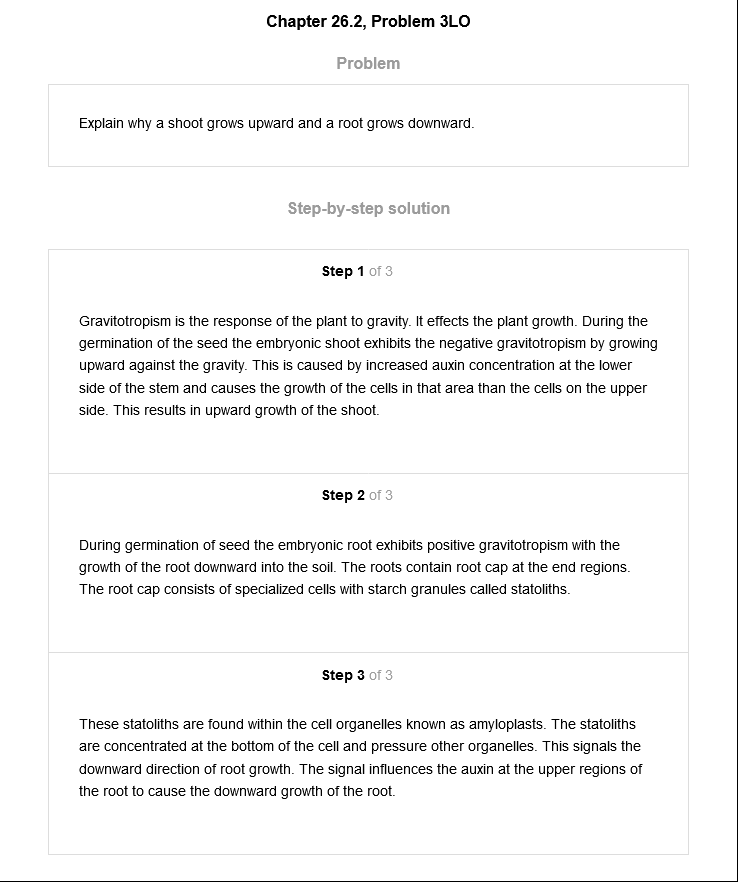 Chapter 26.2, Problem 3LO
Problem
Explain why a shoot grows upward and a root grows downward.
Step-by-step solution
Step 1 of 3
Gravitotropism is the response of the plant to gravity. It effects the plant growth. During the
germination of the seed the embryonic shoot exhibits the negative gravitotropism by growing
upward against the gravity. This is caused by increased auxin concentration at the lower
side of the stem and causes the growth of the cells in that area than the cells on the upper
side. This results in upward growth of the shoot.
Step 2 of 3
During germination of seed the embryonic root exhibits positive gravitotropism with the
growth of the root downward into the soil. The roots contain root cap at the end regions.
The root cap consists of specialized cells with starch granules called statoliths.
Step 3 of 3
These statoliths are found within the cell organelles known as amyloplasts. The statoliths
are concentrated at the bottom of the cell and pressure other organelles. This signals the
downward direction of root growth. The signal influences the auxin at the upper regions of
the root to cause the downward growth of the root.